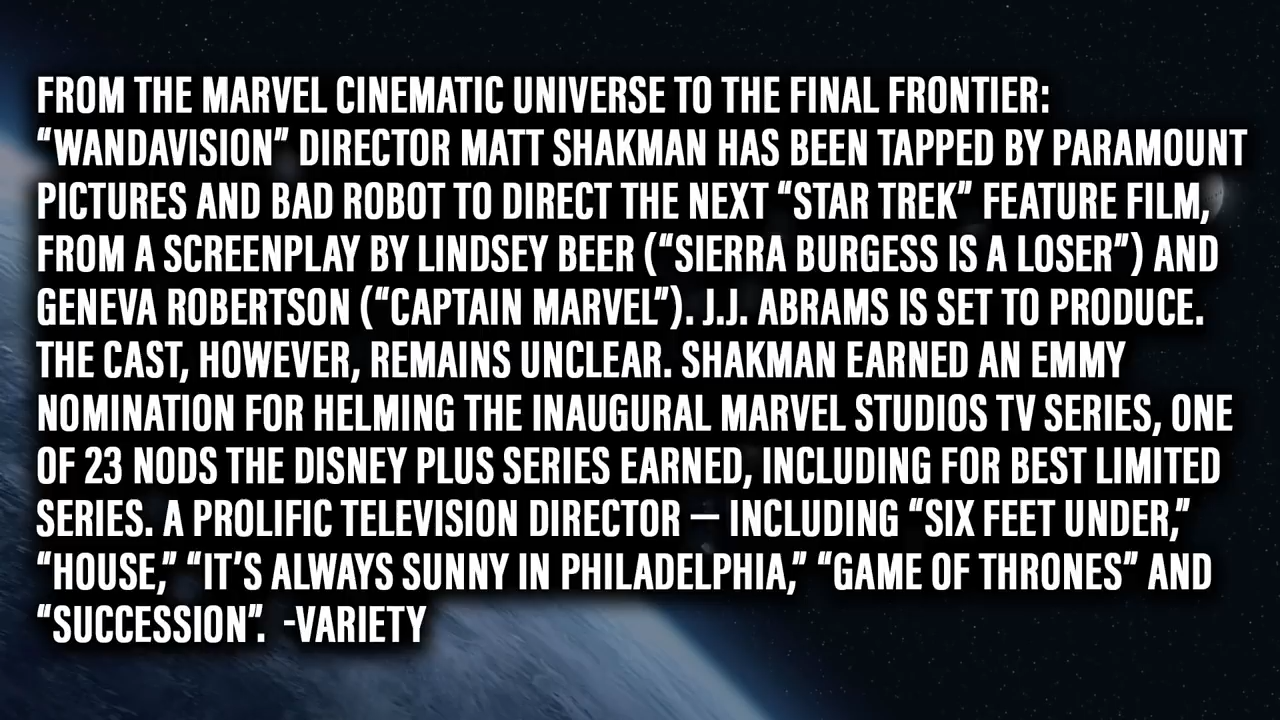 FROM THE MARVEL CINEMATIC UNIVERSE TO THE FINAL FRONTIER:
“WANDAVISION” DIRECTOR MATT SHAKMAN HAS BEEN TAPPED BY PARAMOUNT
PICTURES AND BAD ROBOT TO DIRECT THE NEXT “STAR TREK” FEATURE FILM,
FROM A SCREENPLAY BY LINDSEY BEER (“SIERRA BURGESS IS A LOSER”) AND
GENEVA ROBERTSON (“CAPTAIN MARVEL”). J.J. ABRAMS IS SET TO PRODUCE.
THE CAST, HOWEVER, REMAINS UNCLEAR. SHAKMAN EARNED AN EMMY
NOMINATION FOR HELMING THE INAUGURAL MARVEL STUDIOS TV SERIES, ONE
OF 23 NODS THE DISNEY PLUS SERIES EARNED, INCLUDING FOR BEST LIMITED
SERIES. A PROLIFIC TELEVISION DIRECTOR — INCLUDING “SIX FEET UNDER,”
“HOUSE,” “IT’S ALWAYS SUNNY IN PHILADELPHIA,” “GAME OF THRONES” AND
“SUCCESSION”. -VARIETY